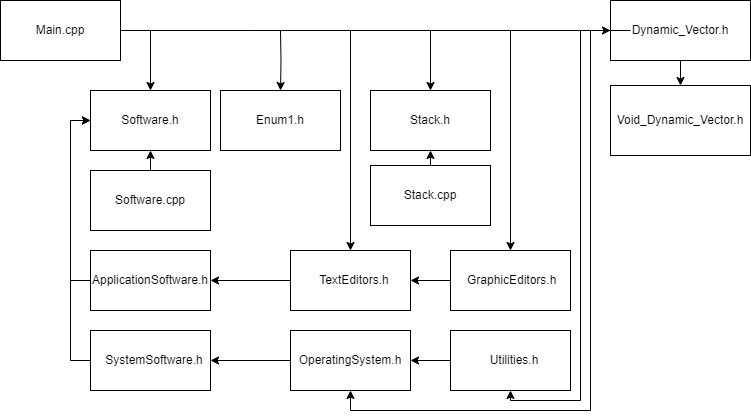 Main.cpp
Dynamic_Vector.h
Software.h
Enum1.h
Stack.h
Void_Dynamic_Vector.h
Software.cpp
Stack.cpp
ApplicationSoftware.h
TextEditors.h
GraphicEditors.h
SystemSoftware.h
OperatingSystem.h
Utilities.h